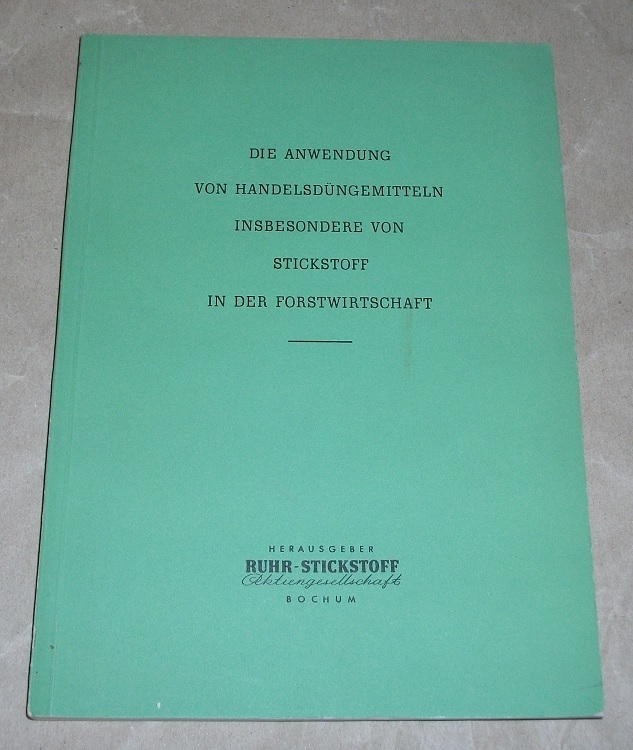 DIE ANWENDUNG
VON HANDELSDÜNGEMITTELN
INSBESONDERE VON
STICKSTOFF
IN DER FORSTWIRTSCHAFT
HERAUSGEBER
RUHR-STICKSTOFF
Aktiengesellschaft
BOCHUM